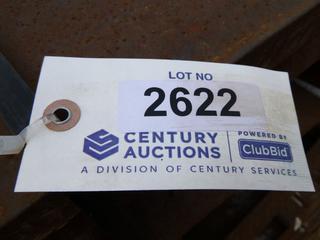 LOT NO
2622
CENTURY
AUCTIONS
POWERED BY
ClubBid
A DIVISION OF CENTURY SERVICES